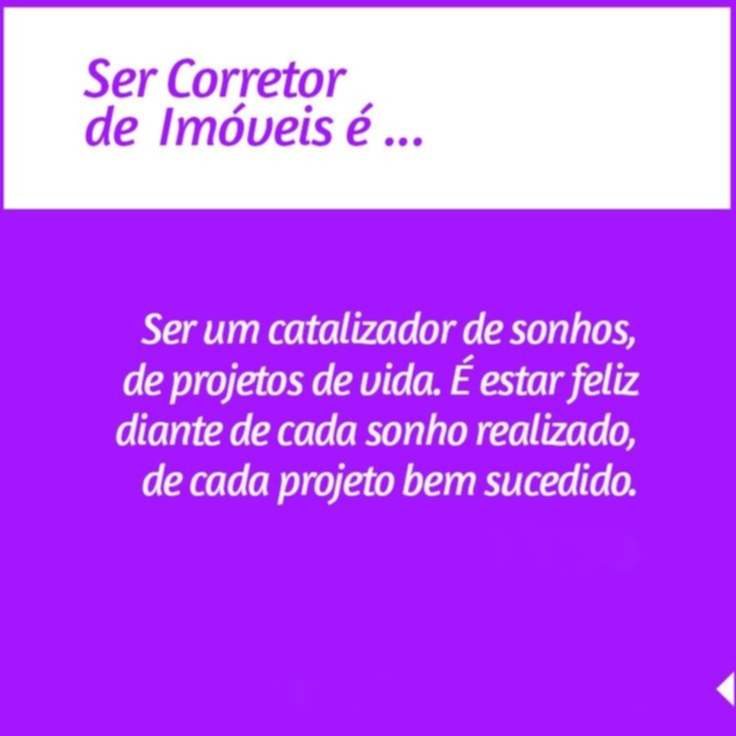 Ser Corretor
de Imóveis é ...
Ser um catalizador de sonhos,
de projetos de vida. É estar feliz
diante de cada sonho realizado,
de cada projeto bem sucedido.